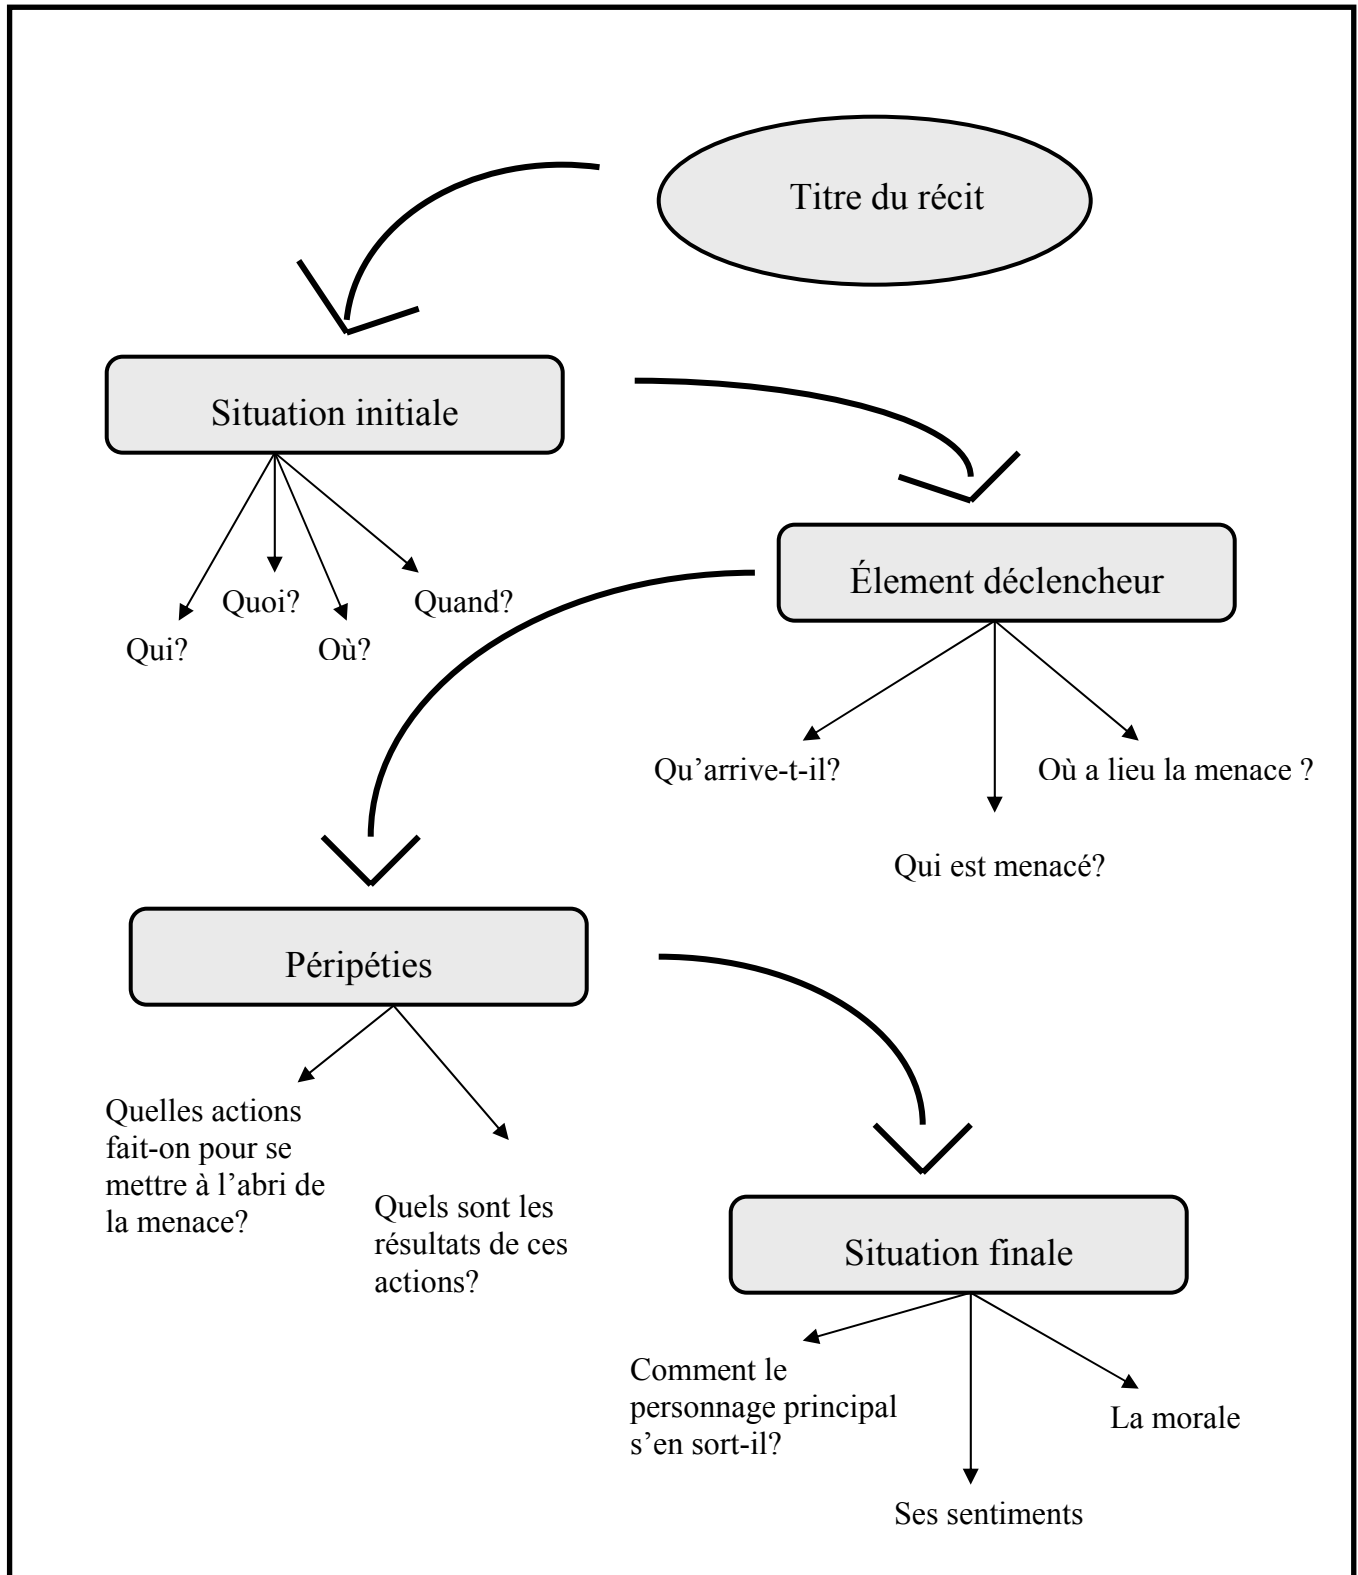 Titre du récit
Situation initiale
Quoi?
Quand?
Qui?
Où?
Élement déclencheur
Qu’arrive-t-il?
Où a lieu la menace ?
Qui est menacé?
Péripéties
Quelles actions
fait-on pour se
mettre à l’abri de
la menace?
Quels sont les
résultats de ces
actions?
Situation finale
Comment le
personnage principal
s’en sort-il?
La morale
Ses sentiments